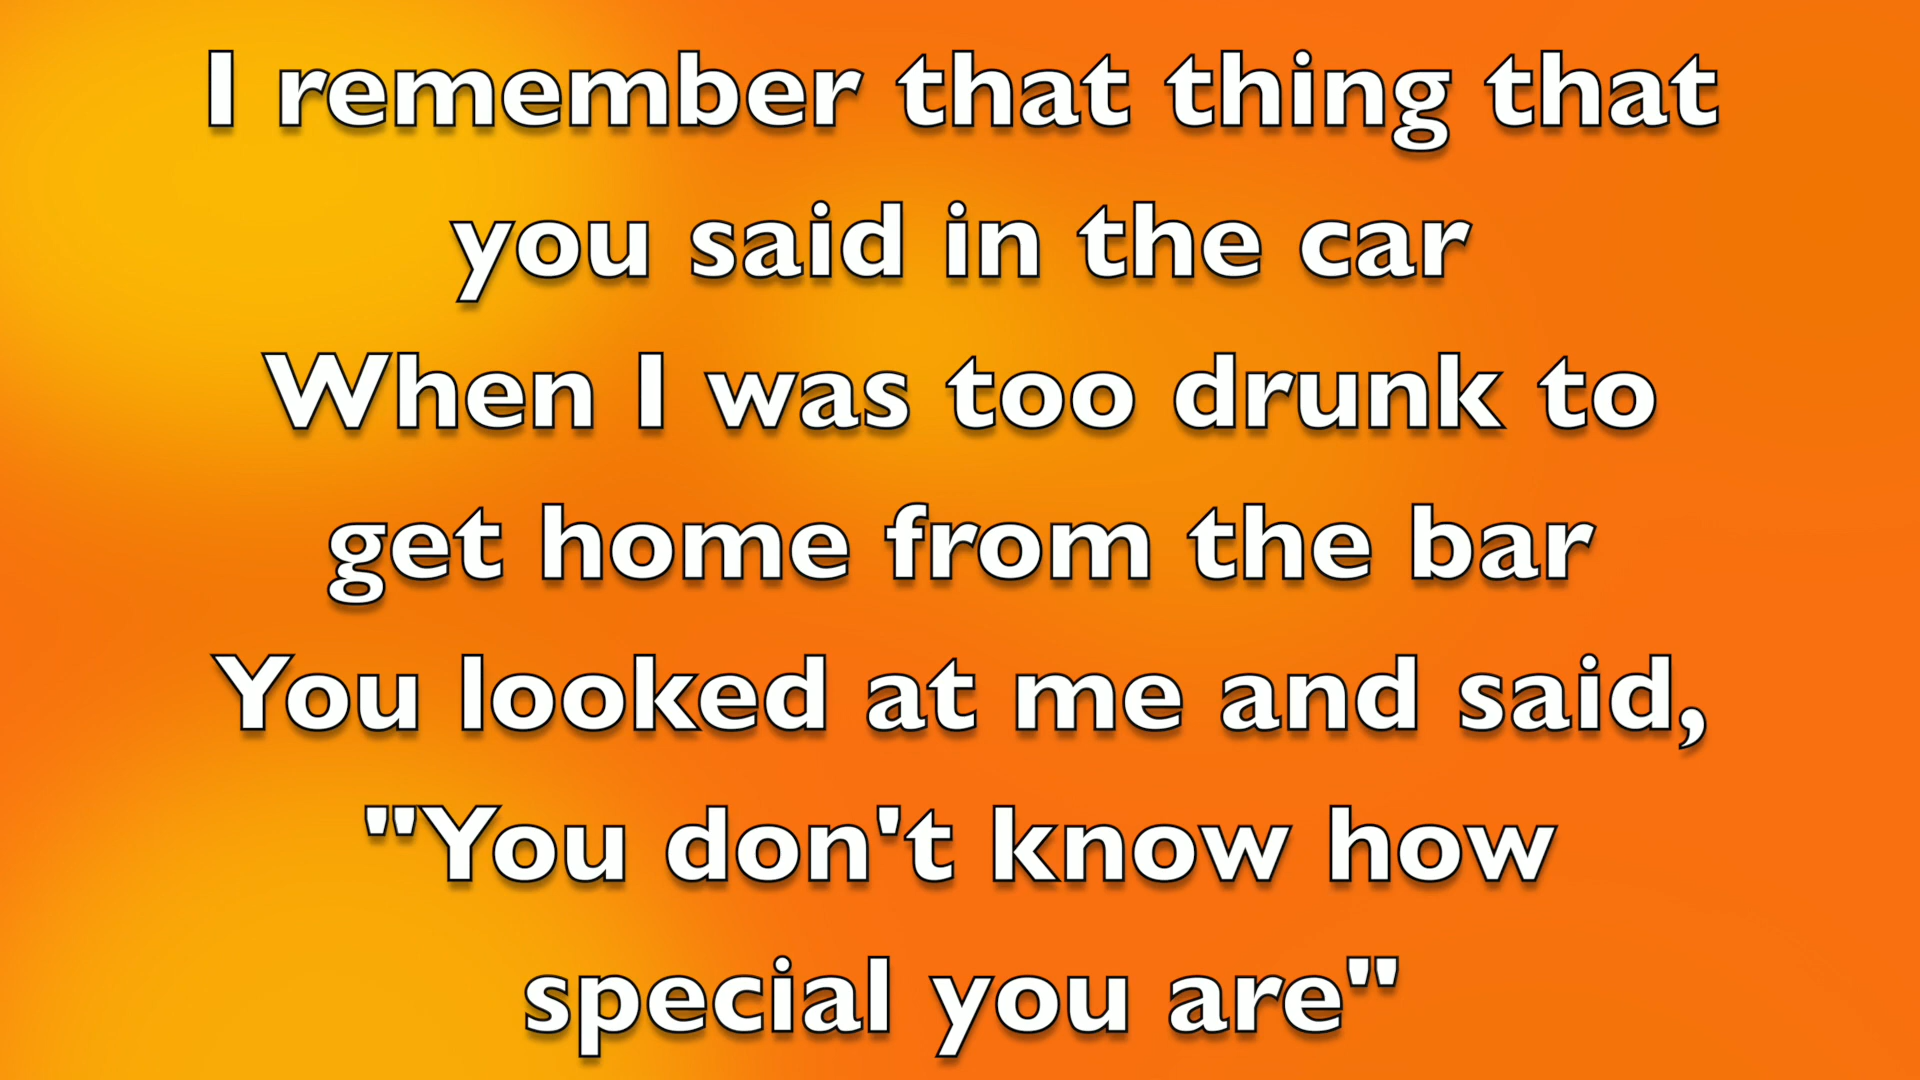 I remember that thing that
you said in the car
When I was too drunk to
get home from the bar
You looked at me and said,
"You don't know how
special you are"